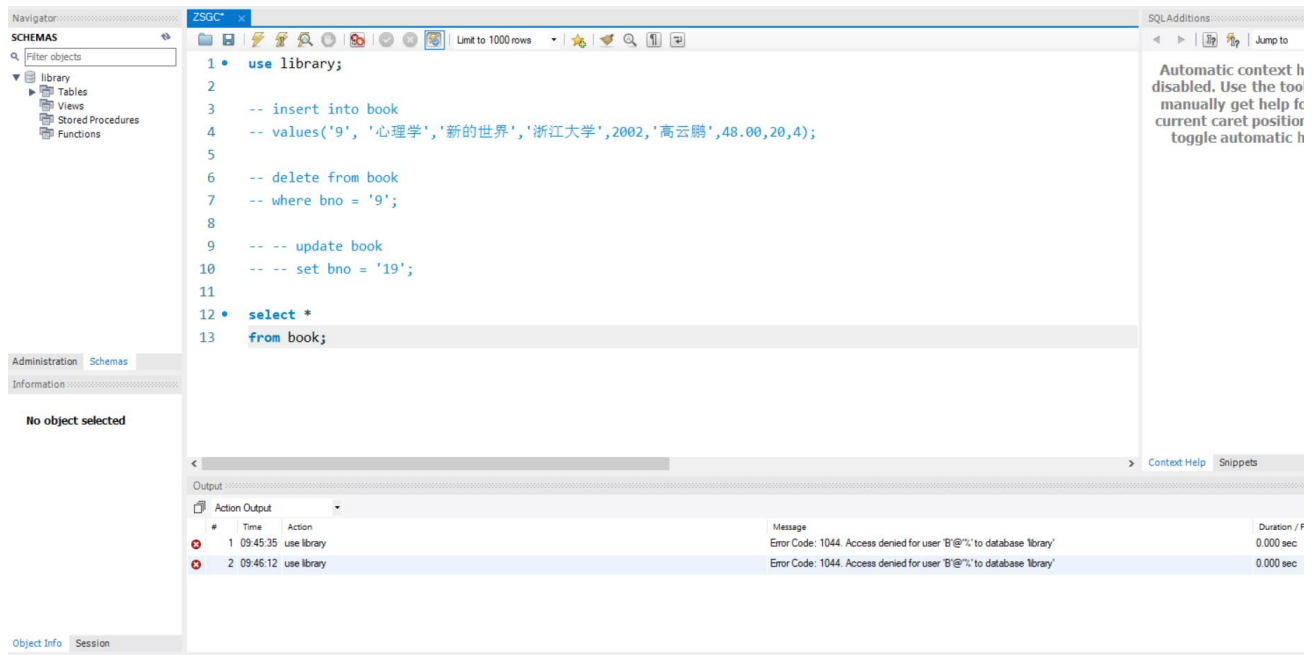 Navigator
SCHEMAS
Filter objects
library
Tables
Views
Stored Procedures
Functions
Administration Schemas
Information
No object selected
Object Info Session
ZSGC*
Limit to 1000 rows
1 use library;
2
3 -- insert into book
4 -- values('9', '心理学','新的世界','浙江大学',2002,'高云鹏',48.00,20,4);
5
6 -- delete from book
7 -- where bno = '9';
8
9 -- -- update book
10 -- -- set bno = '19';
11
12 select *
13 from book;
SQLAdditions
Jump to
Automatic context h
disabled. Use the tool
manually get help fo
current caret position
toggle automatic h
Context Help Snippets
Output
Action Output
# Time Action Message Duration / F
1 09:45:35 use library Error Code: 1044. Access denied for user 'B'@'%' to database 'library' 0.000 sec
2 09:46:12 use library Error Code: 1044. Access denied for user 'B'@'%' to database 'library' 0.000 sec